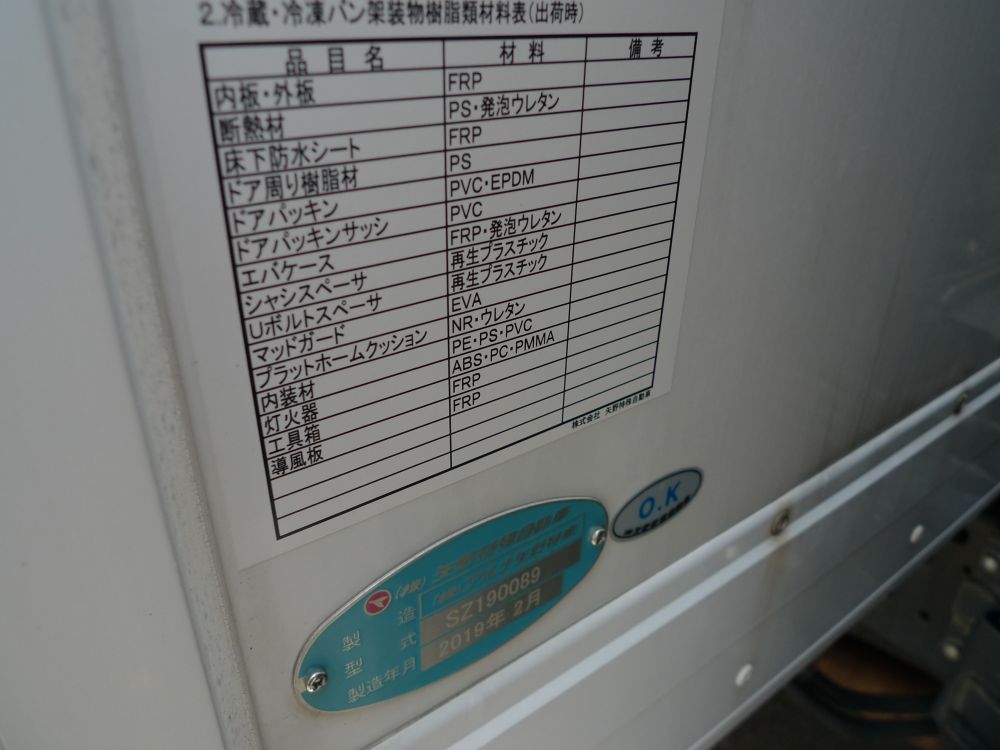 2.冷蔵・冷凍バン架装物樹脂類材料表(出荷時)
品目名 材料 備考
内板・外板 FRP
断熱材 PS・発泡ウレタン
床下防水シート FRP
ドア周り樹脂材 PS
ドアパッキン PVC・EPDM
ドアパッキンサッシ PVC
エバケース FRP・発泡ウレタン
シャシスペーサ 再生プラスチック
Uボルトスペーサ 再生プラスチック
マッドガード EVA
プラットホームクッション NR・ウレタン
内装材 PE・PS・PVC
灯火器 ABS・PC・PMMA
工具箱 FRP
導風板 FRP
株式会社 矢野特殊自動車
O.K
(株) 矢野特殊自動車
製造
型式 SZ190089
製造年月 2019年 2月